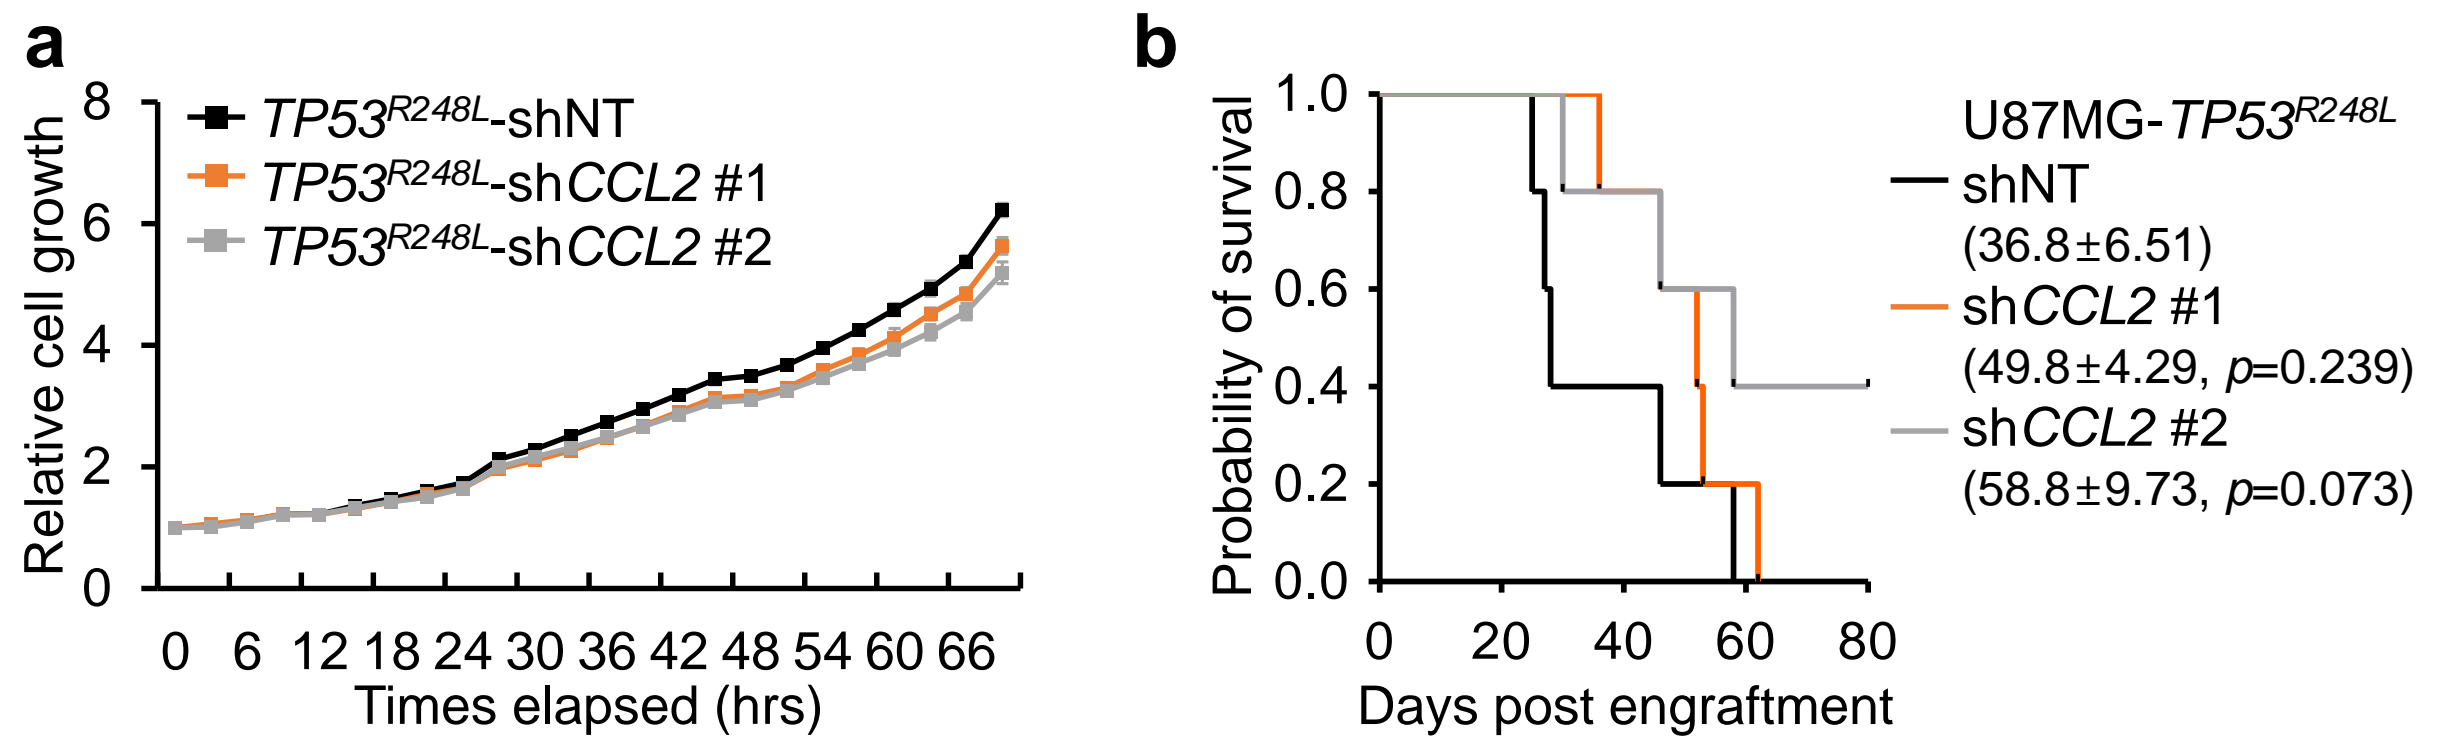 a
Relative cell growth
8
6
4
2
0
TP53R248L-shNT
TP53R248L-shCCL2 #1
TP53R248L-shCCL2 #2
0 6 12 18 24 30 36 42 48 54 60 66
Times elapsed (hrs)
b
Probability of survival
1.0
0.8
0.6
0.4
0.2
0.0
0 20 40 60 80
Days post engraftment
U87MG-TP53R248L
shNT
(36.8±6.51)
shCCL2 #1
(49.8±4.29, p=0.239)
shCCL2 #2
(58.8±9.73, p=0.073)